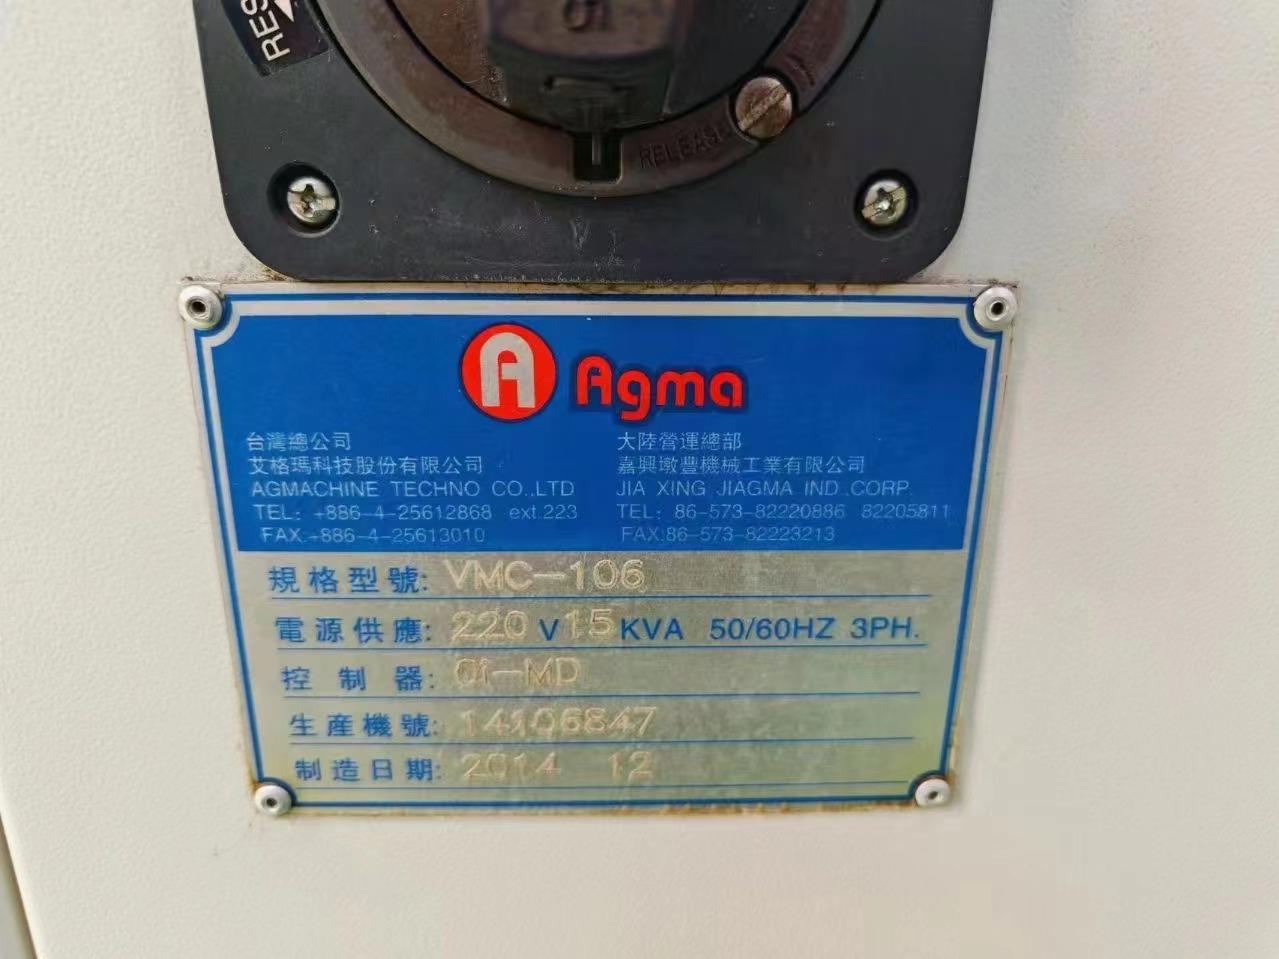 RELEASE
A Agma
台灣總公司
艾格瑪科技股份有限公司
AGMACHINE TECHNO CO.,LTD
TEL: +886-4-25612868 ext.223
FAX:+886-4-25613010
大陸營運總部
嘉興墩豐機械工業有限公司
JIA XING JIAGMA IND.CORP.
TEL: 86-573-82220886 82205811
FAX:86-573-82223213
規格型號: VMC-106
電源供應: 220 V 15 KVA 50/60HZ 3PH.
控制器: 0i-MD
生産機號: 14106847
制造日期: 2014 12